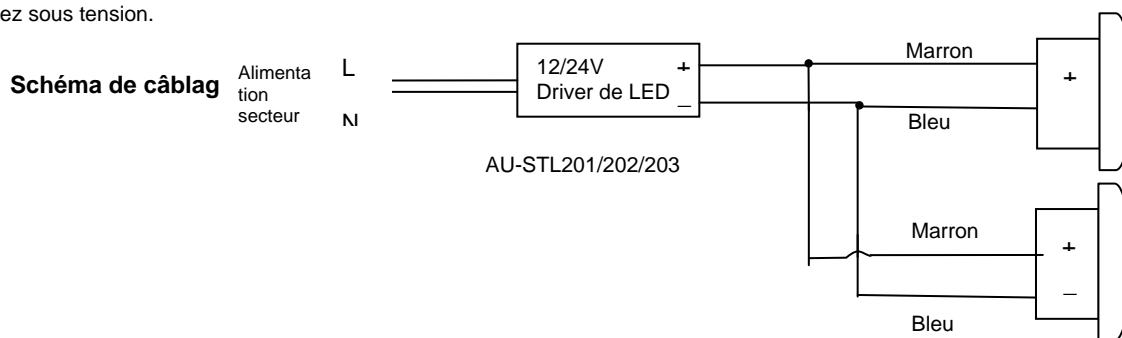 ez sous tension.
Schéma de câblag
Alimenta
tion
secteur
L
N
12/24V
Driver de LED
+
_
AU-STL201/202/203
Marron
Bleu
+
Marron
Bleu
+
_